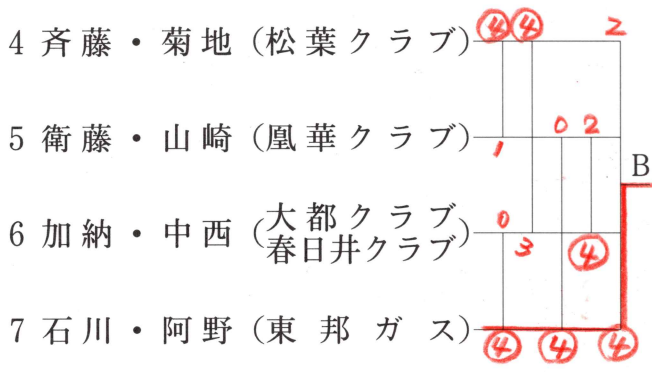 ④ ④ 2
4 斉藤・菊地(松葉クラブ)
0 2
5 衛藤・山崎(凰華クラブ)
1
B
0
6 加納・中西(大都クラブ 春日井クラブ)
3 ④
7 石川・阿野(東邦ガス)
④ ④ ④